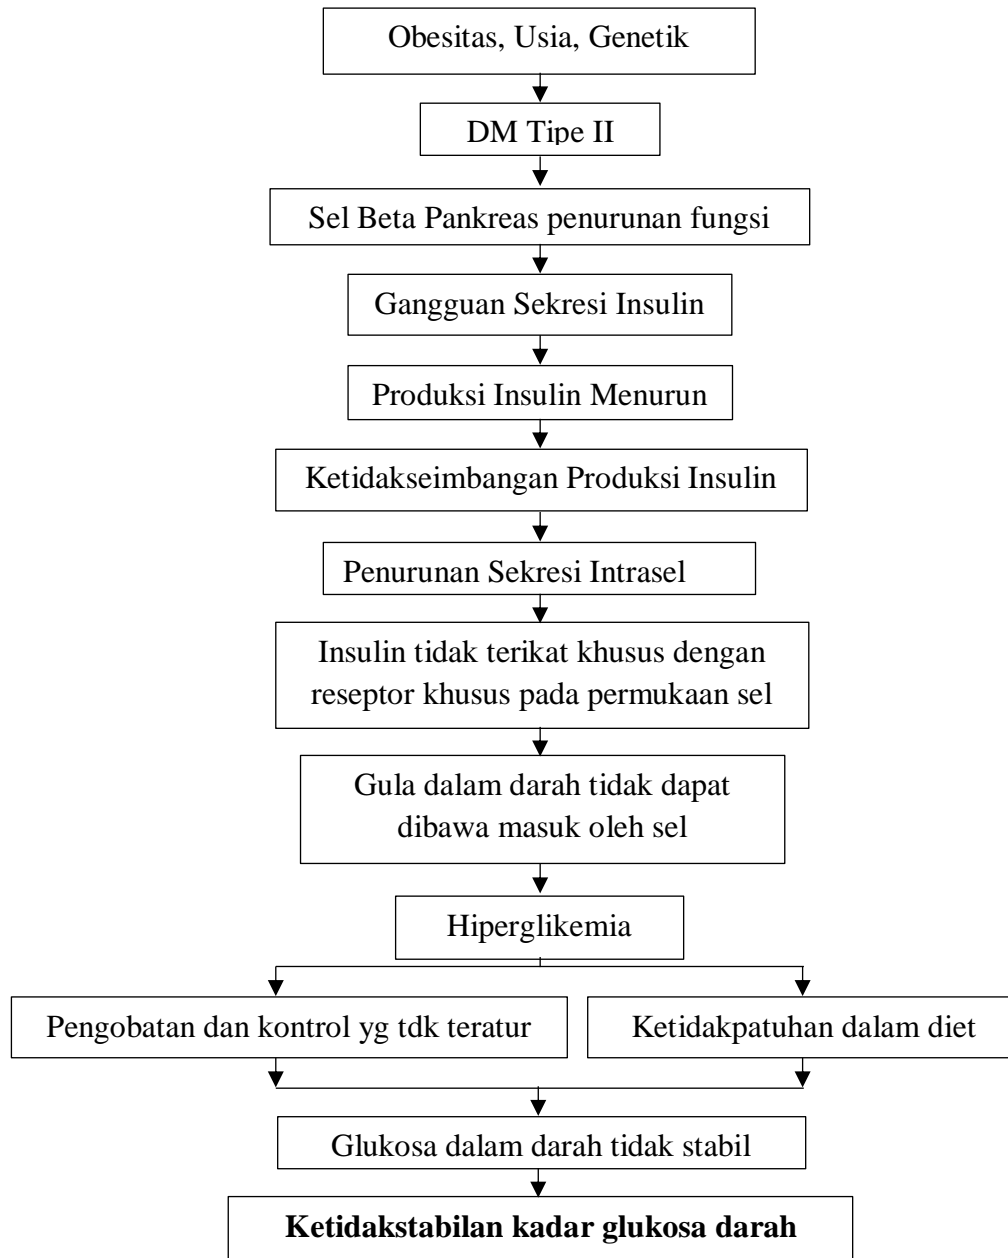 Obesitas, Usia, Genetik
DM Tipe II
Sel Beta Pankreas penurunan fungsi
Gangguan Sekresi Insulin
Produksi Insulin Menurun
Ketidakseimbangan Produksi Insulin
Penurunan Sekresi Intrasel
Insulin tidak terikat khusus dengan
reseptor khusus pada permukaan sel
Gula dalam darah tidak dapat
dibawa masuk oleh sel
Hiperglikemia
Pengobatan dan kontrol yg tdk teratur
Ketidakpatuhan dalam diet
Glukosa dalam darah tidak stabil
Ketidakstabilan kadar glukosa darah